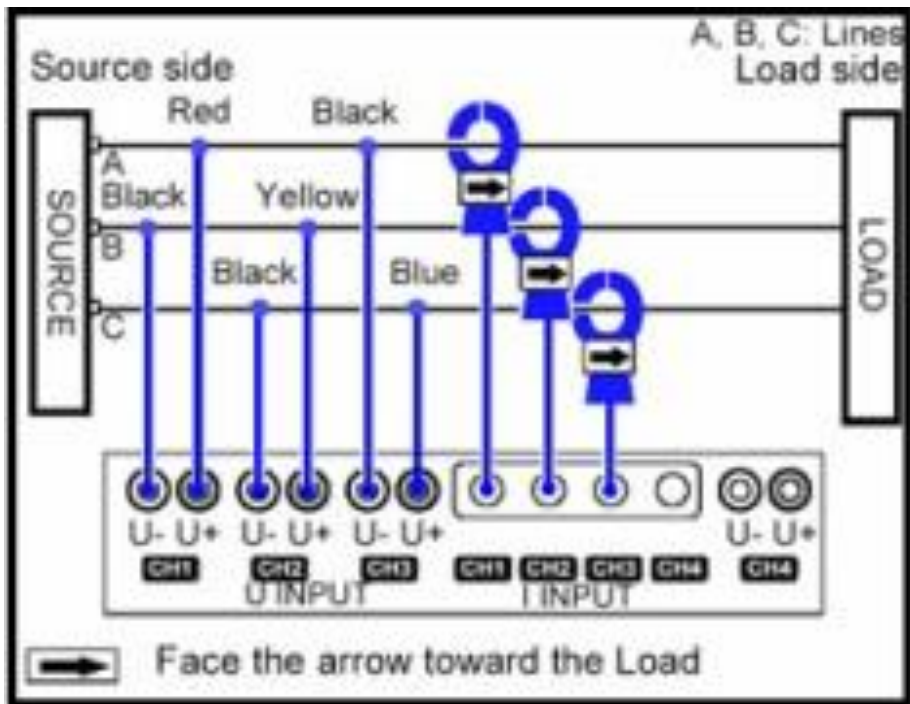 A, B, C: Lines
Source side
Load side
Red
Black
A
Black
Yellow
B
Black
Blue
C
SOURCE
LOAD
U- U+ U- U+ U- U+
U- U+
CH1 CH2 CH3 CH1 CH2 CH3 CH4 CH4
U INPUT
I INPUT
Face the arrow toward the Load